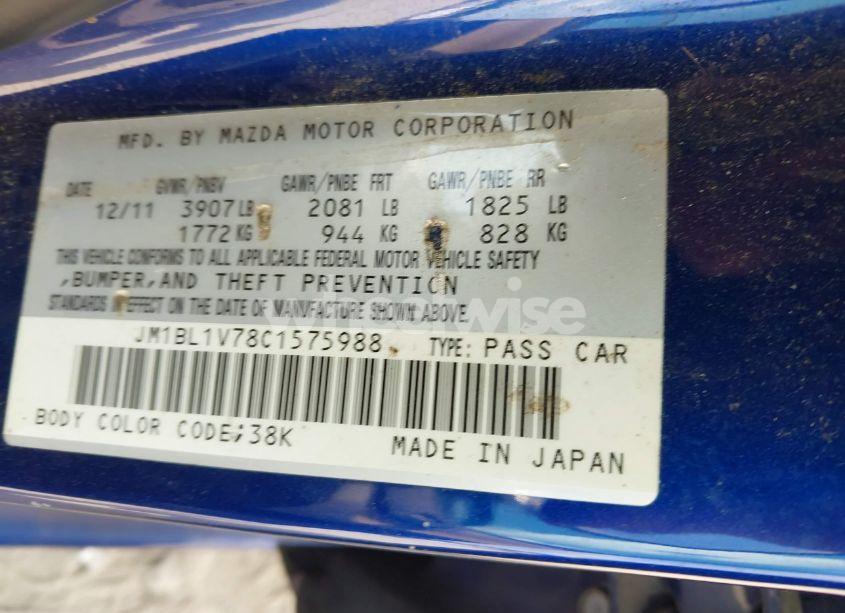 MFD. BY MAZDA MOTOR CORPORATION
DATE GVWR/PNBV GAWR/PNBE FRT GAWR/PNBE RR
12/11 3907 LB 2081 LB 1825 LB
1772 KG 944 KG 828 KG
THIS VEHICLE CONFORMS TO ALL APPLICABLE FEDERAL MOTOR VEHICLE SAFETY
,BUMPER,AND THEFT PREVENTION
STANDARDS IN EFFECT ON THE DATE OF MANUFACTURE SHOWN ABOVE.
JM1BL1V78C1575988 TYPE: PASS CAR
BODY COLOR CODE;38K MADE IN JAPAN